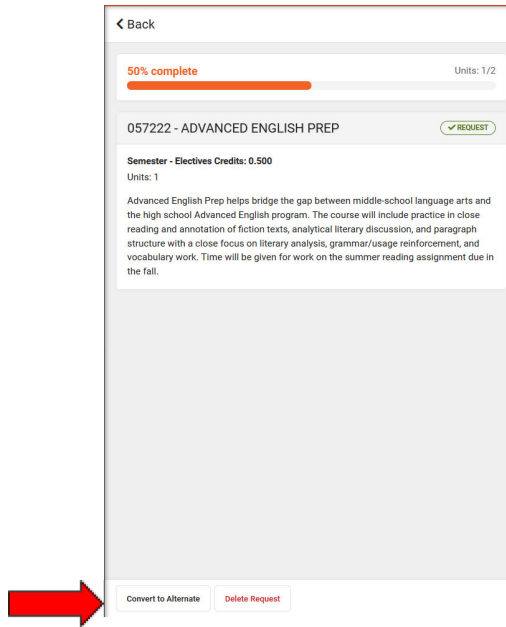 Back
50% complete Units: 1/2
057222 - ADVANCED ENGLISH PREP REQUEST
Semester - Electives Credits: 0.500
Units: 1
Advanced English Prep helps bridge the gap between middle-school language arts and
the high school Advanced English program. The course will include practice in close
reading and annotation of fiction texts, analytical literary discussion, and paragraph
structure with a close focus on literary analysis, grammar/usage reinforcement, and
vocabulary work. Time will be given for work on the summer reading assignment due in
the fall.
Convert to Alternate Delete Request